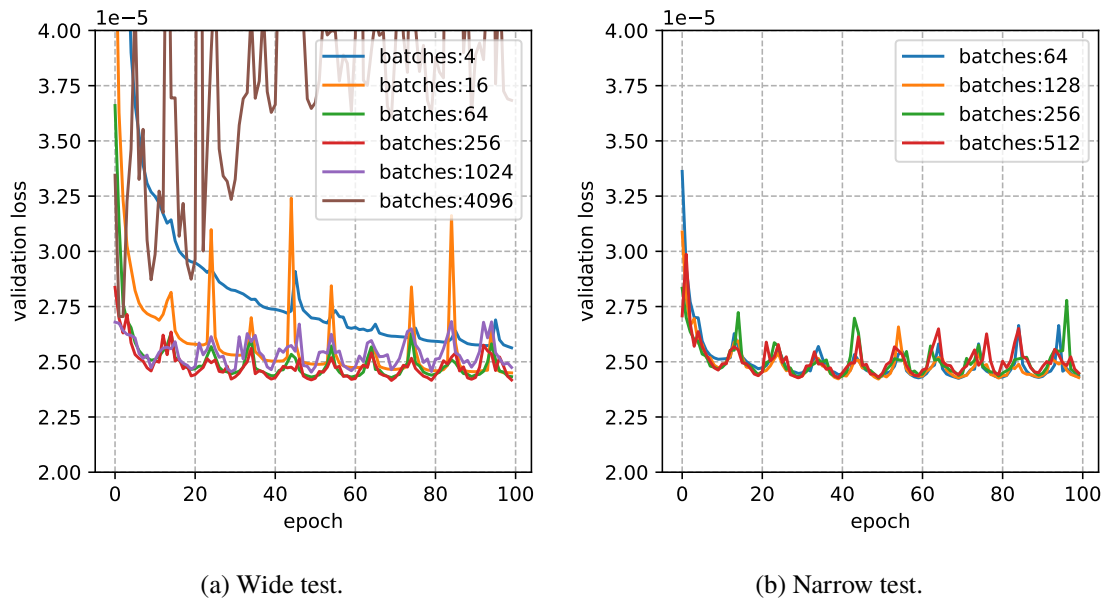 1e−5
4.00
3.75
3.50
3.25
3.00
2.75
2.50
2.25
2.00
validation loss
0
20
40
60
80
100
epoch
batches:4
batches:16
batches:64
batches:256
batches:1024
batches:4096
(a) Wide test.
1e−5
4.00
3.75
3.50
3.25
3.00
2.75
2.50
2.25
2.00
validation loss
0
20
40
60
80
100
epoch
batches:64
batches:128
batches:256
batches:512
(b) Narrow test.